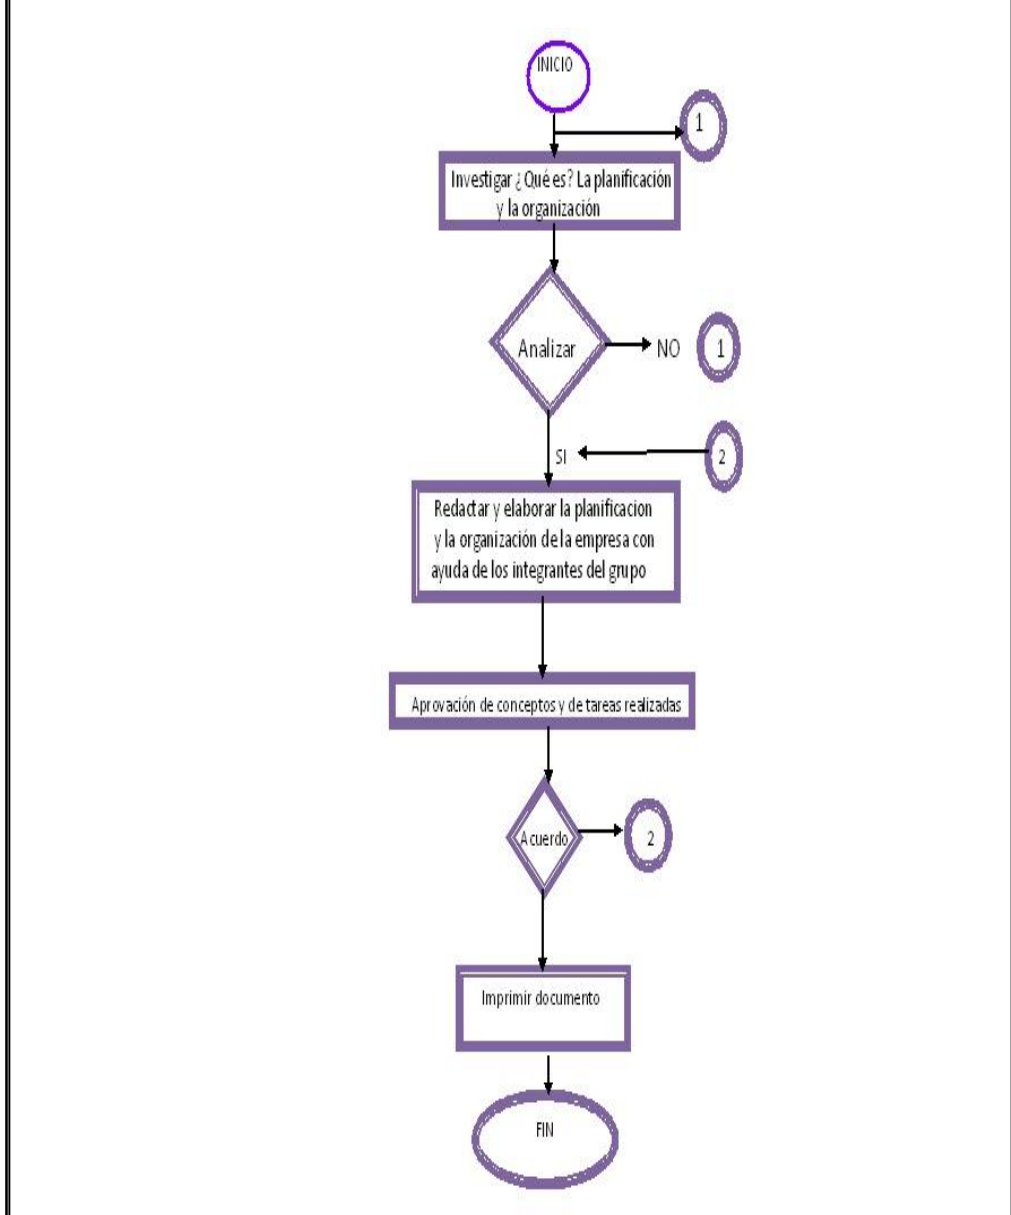 INICIO
1
Investigar ¿Qué es? La planificación
y la organización
Analizar
NO
1
SI
2
Redactar y elaborar la planificacion
y la organización de la empresa con
ayuda de los integrantes del grupo
Aprovación de conceptos y de tareas realizadas
Acuerdo
2
Imprimir documento
FIN